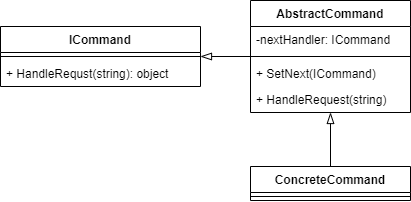 ICommand
+ HandleRequst(string): object
AbstractCommand
-nextHandler: ICommand
+ SetNext(ICommand)
+ HandleRequest(string)
ConcreteCommand